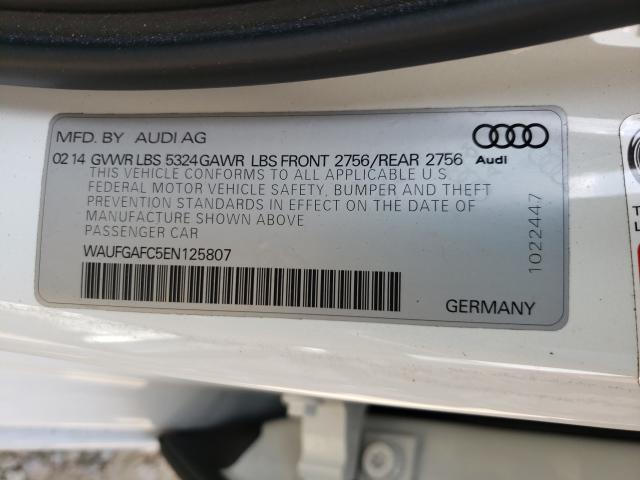 MFD. BY AUDI AG
Audi
02 14 GVWR LBS 5324 GAWR LBS FRONT 2756/REAR 2756
THIS VEHICLE CONFORMS TO ALL APPLICABLE U.S.
FEDERAL MOTOR VEHICLE SAFETY, BUMPER AND THEFT
PREVENTION STANDARDS IN EFFECT ON THE DATE OF
MANUFACTURE SHOWN ABOVE
PASSENGER CAR
WAUFGAFC5EN125807
1022447
GERMANY